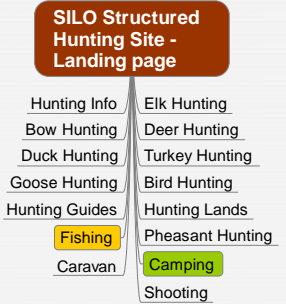 SILO Structured
Hunting Site -
Landing page
Hunting Info
Bow Hunting
Duck Hunting
Goose Hunting
Hunting Guides
Fishing
Caravan
Elk Hunting
Deer Hunting
Turkey Hunting
Bird Hunting
Hunting Lands
Pheasant Hunting
Camping
Shooting